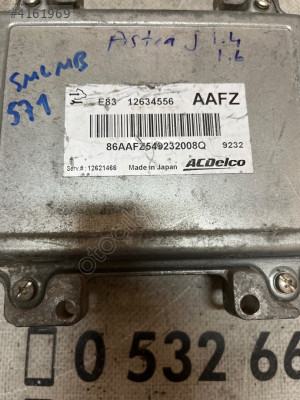 #4161969
Astra J 1.4
1.6
SMLMB
571
E83 12634556 AAFZ
86AAFZ549232008Q 9232
Serv.#: 12621466 Made in Japan ACDelco
0 532 66